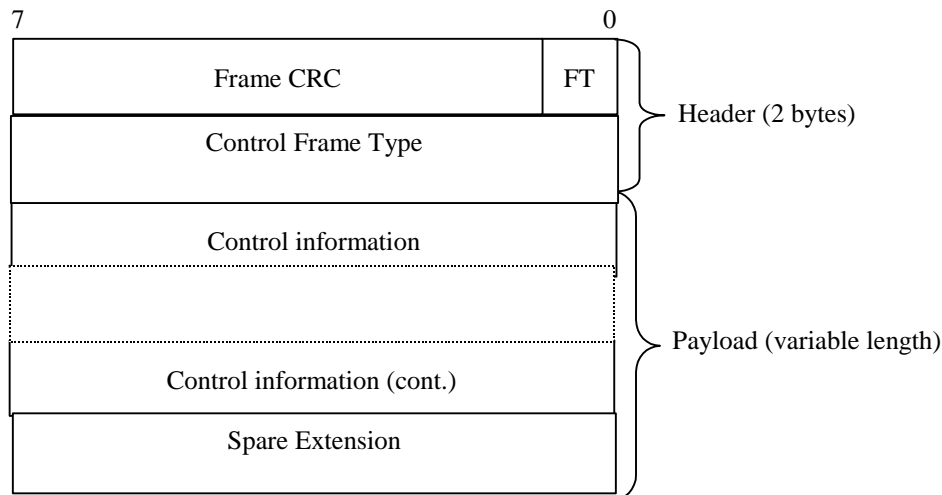 7 0
Frame CRC FT
Header (2 bytes)
Control Frame Type
Control information
Payload (variable length)
Control information (cont.)
Spare Extension